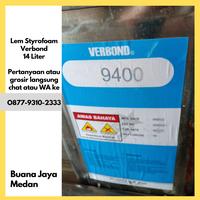 Lem Styrofoam
Verbond
14 Liter
Pertanyaan atau
grosir langsung
chat atau WA ke
0877-9310-2333
Buana Jaya
Medan
VERBOND
9400
AWAS BAHAYA